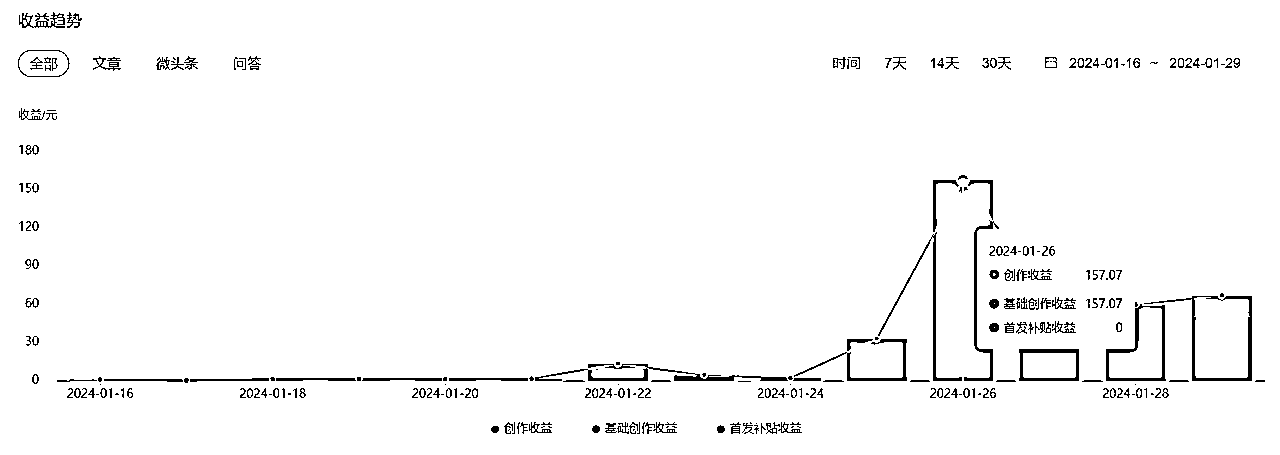 收益趋势
全部 文章 微头条 问答 时间 7天 14天 30天 2024-01-16 ~ 2024-01-29
收益/元
180
150
120
90
60
30
0
2024-01-26
创作收益 157.07
基础创作收益 157.07
首发补贴收益 0
2024-01-16 2024-01-18 2024-01-20 2024-01-22 2024-01-24 2024-01-26 2024-01-28
创作收益 基础创作收益 首发补贴收益